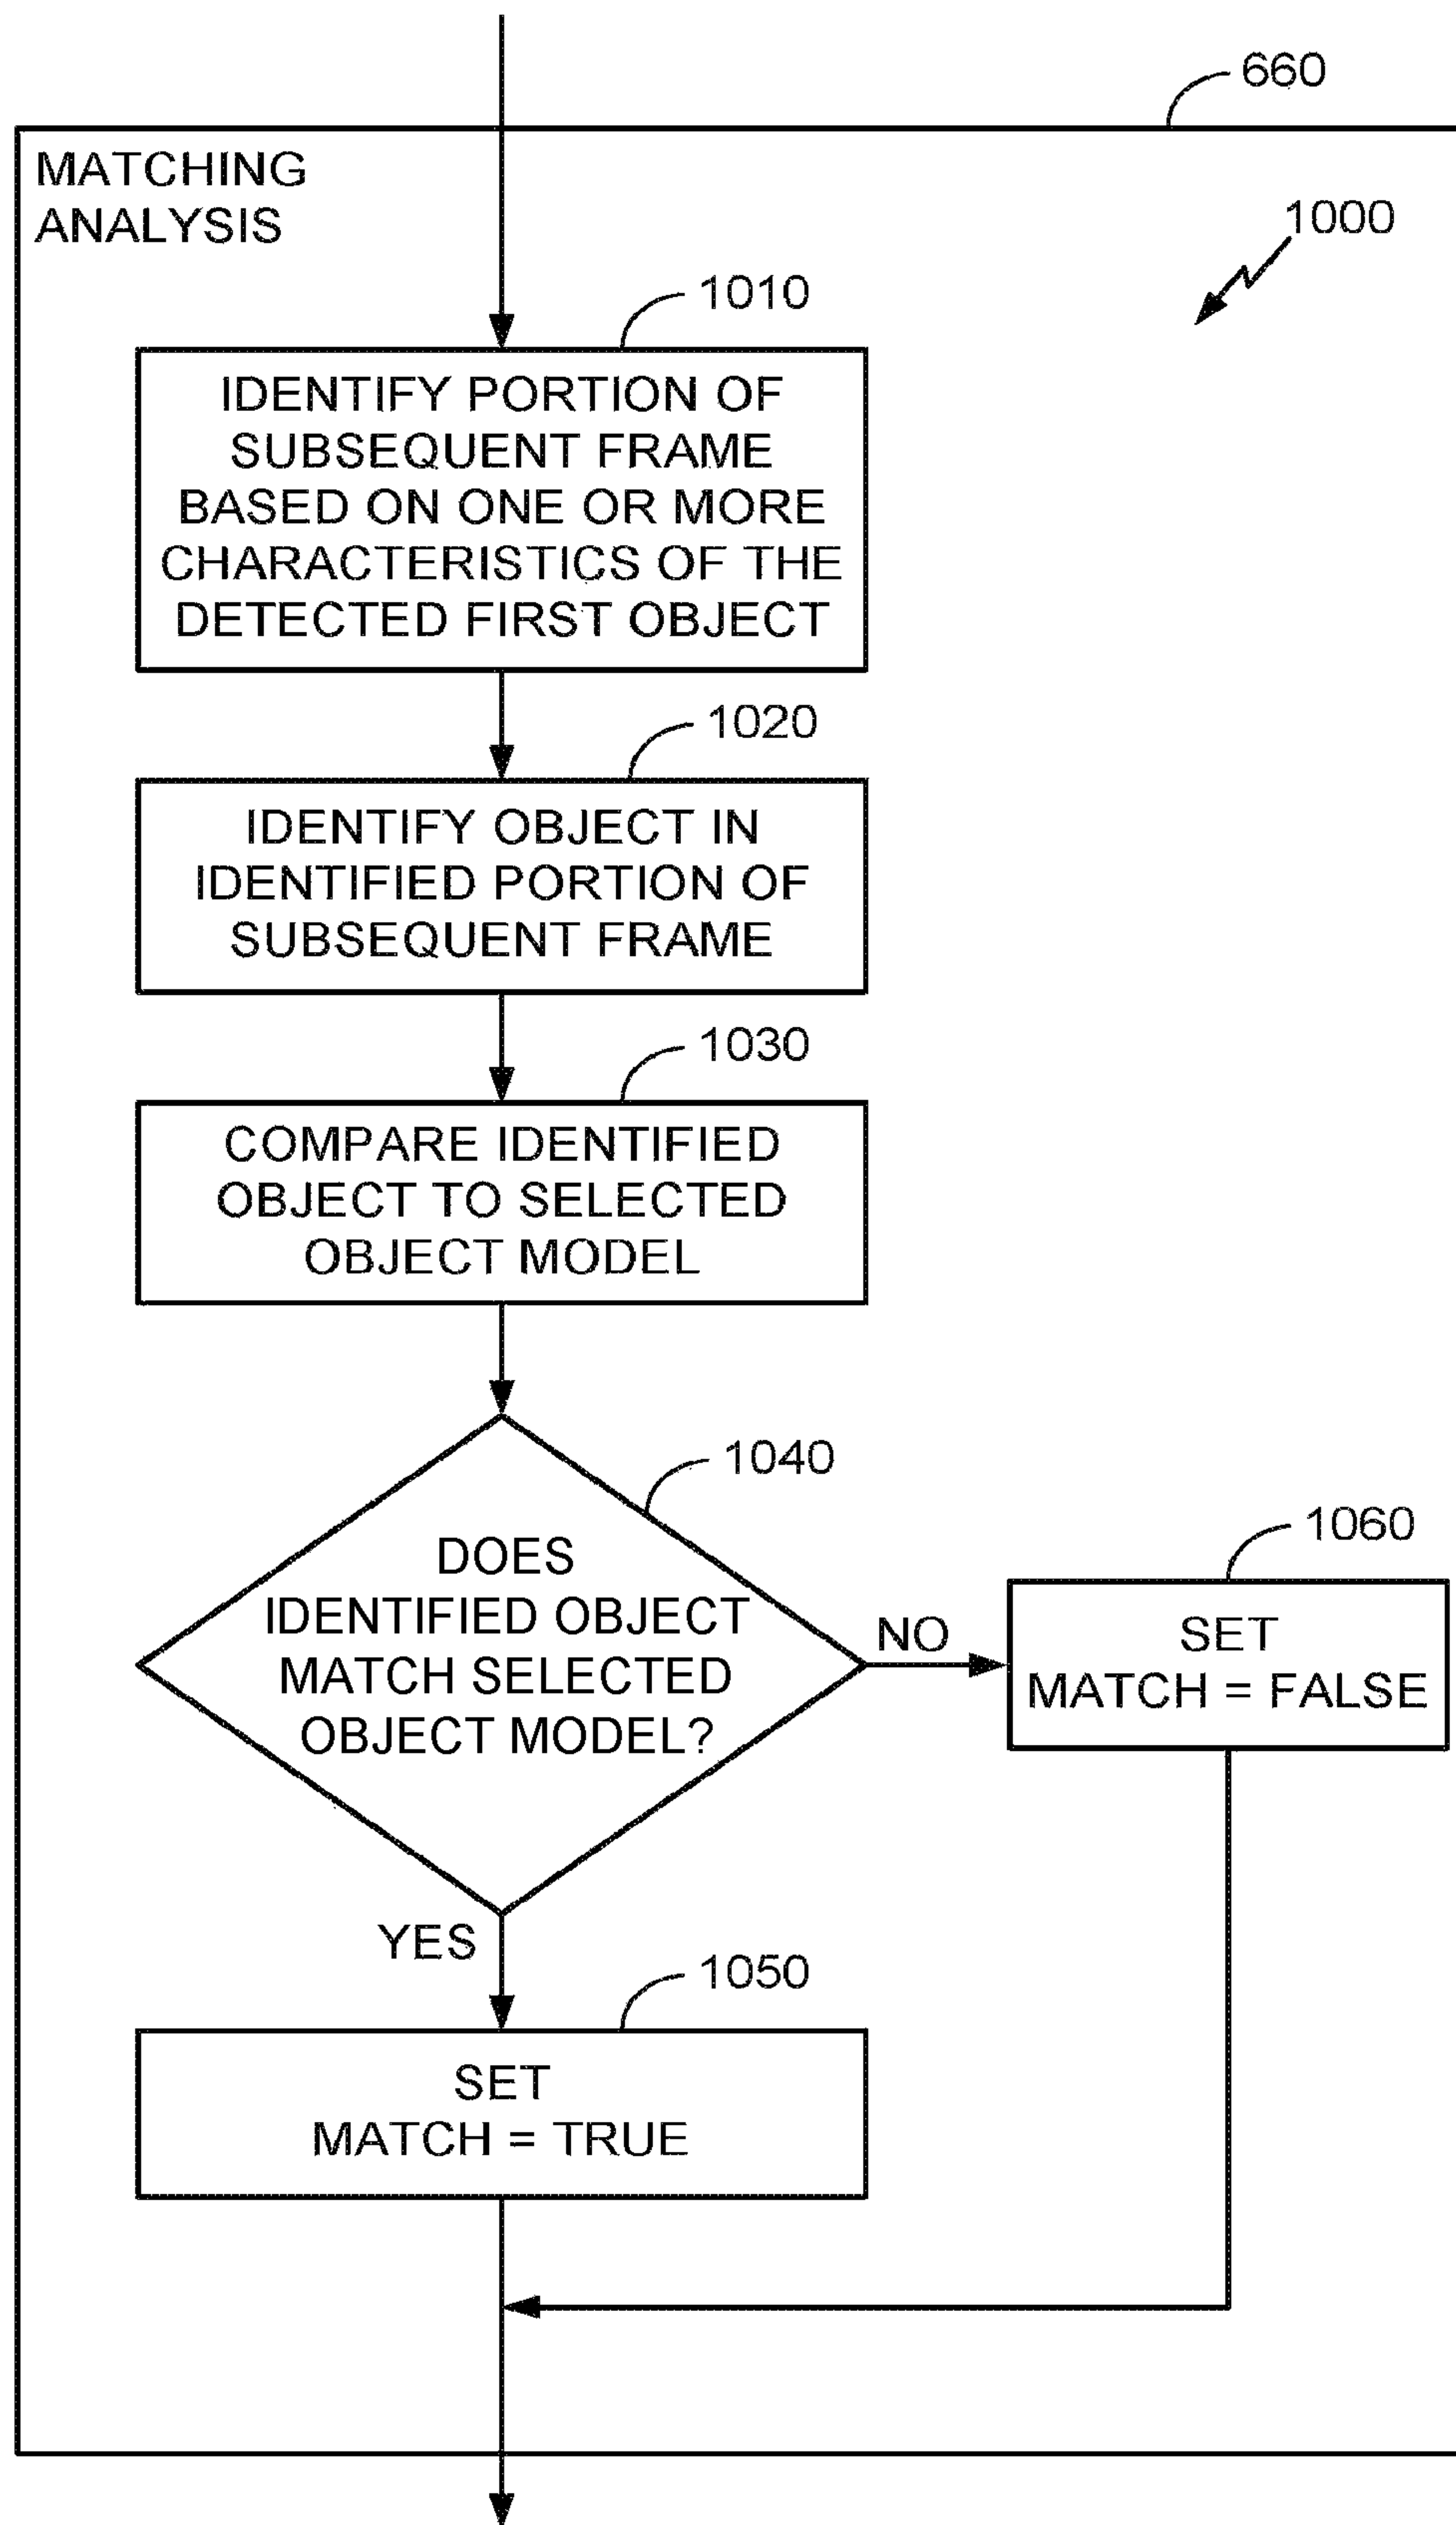 660
MATCHING
ANALYSIS
1000
1010
IDENTIFY PORTION OF
SUBSEQUENT FRAME
BASED ON ONE OR MORE
CHARACTERISTICS OF THE
DETECTED FIRST OBJECT
1020
IDENTIFY OBJECT IN
IDENTIFIED PORTION OF
SUBSEQUENT FRAME
1030
COMPARE IDENTIFIED
OBJECT TO SELECTED
OBJECT MODEL
1040
DOES
IDENTIFIED OBJECT
MATCH SELECTED
OBJECT MODEL?
NO
1060
SET
MATCH = FALSE
YES
1050
SET
MATCH = TRUE